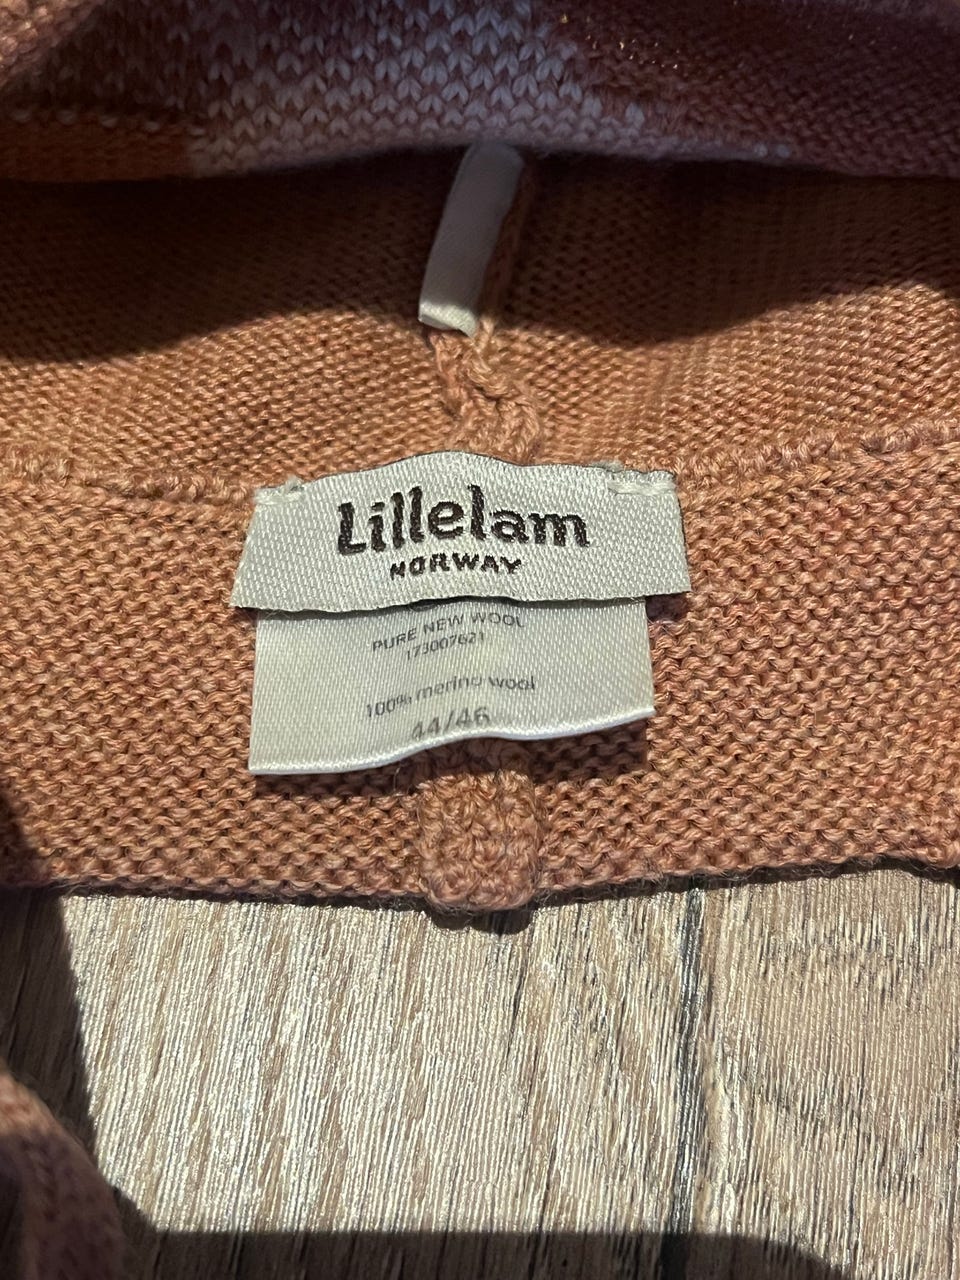 Lillelam
NORWAY
PURE NEW WOOL
173007621
100% merino wool
44/46